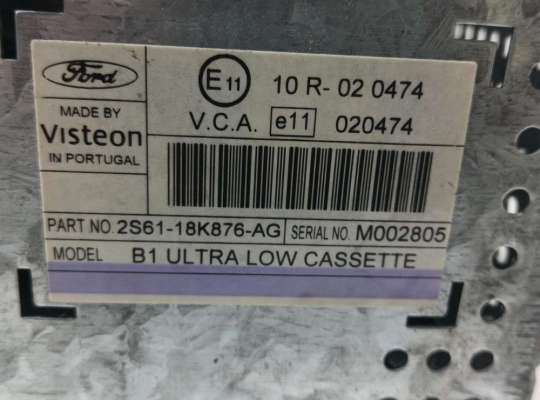 Ford
MADE BY
Visteon
IN PORTUGAL
E11 10 R- 02 0474
V.C.A. e11 020474
PART NO. 2S61-18K876-AG SERIAL NO. M002805
MODEL B1 ULTRA LOW CASSETTE